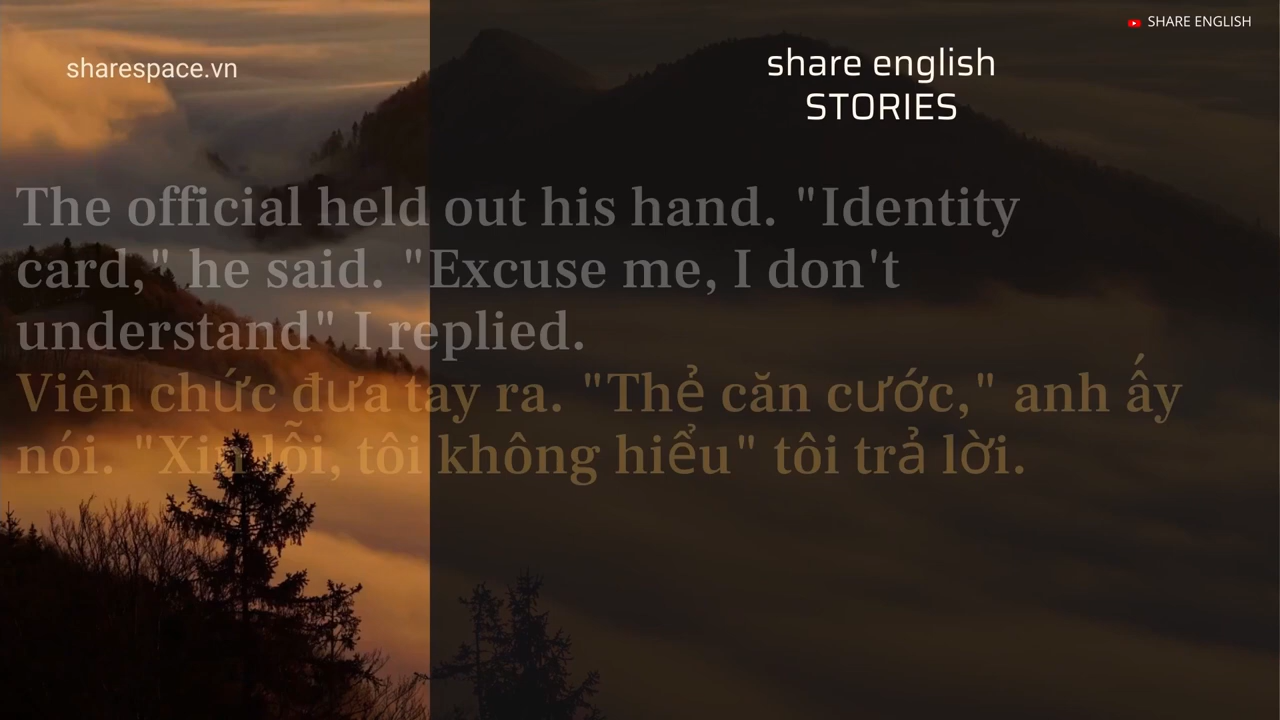 SHARE ENGLISH
sharespace.vn
share english
STORIES
The official held out his hand. "Identity
card," he said. "Excuse me, I don't
understand" I replied.
Viên chức đưa tay ra. "Thẻ căn cước," anh ấy
nói. "Xin lỗi, tôi không hiểu" tôi trả lời.